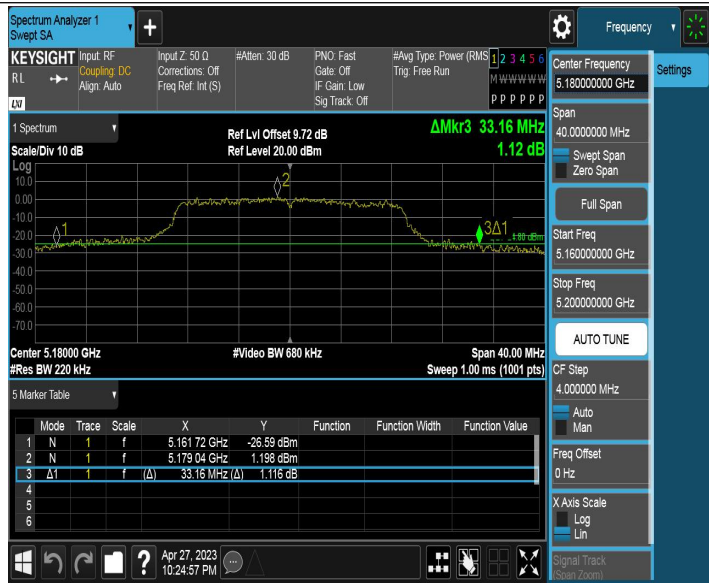 Spectrum Analyzer 1
Swept SA
+
Frequency
KEYSIGHT
RL
LXI
Input: RF
Coupling: DC
Align: Auto
Input Z: 50 Ω
Corrections: Off
Freq Ref: Int (S)
#Atten: 30 dB
PNO: Fast
Gate: Off
IF Gain: Low
Sig Track: Off
#Avg Type: Power (RMS
Trig: Free Run
1 2 3 4 5 6
M W W W W W
P P P P P P
1 Spectrum
Scale/Div 10 dB
Ref Lvl Offset 9.72 dB
Ref Level 20.00 dBm
ΔMkr3 33.16 MHz
1.12 dB
Log
10.0
0.00
-10.0
-20.0
-30.0
-40.0
-50.0
-60.0
-70.0
1
2
3Δ1
Center 5.18000 GHz
#Res BW 220 kHz
#Video BW 680 kHz
Span 40.00 MHz
Sweep 1.00 ms (1001 pts)
5 Marker Table
Mode Trace Scale X Y Function Function Width Function Value
1 N 1 f 5.161 72 GHz -26.59 dBm
2 N 1 f 5.179 04 GHz 1.198 dBm
3 Δ1 1 f (Δ) 33.16 MHz (Δ) 1.116 dB
4
5
6
Apr 27, 2023
10:24:57 PM
Center Frequency
5.180000000 GHz
Span
40.0000000 MHz
Swept Span
Zero Span
Full Span
Start Freq
5.160000000 GHz
Stop Freq
5.200000000 GHz
AUTO TUNE
CF Step
4.000000 MHz
Auto
Man
Freq Offset
0 Hz
X Axis Scale
Log
Lin
Signal Track
(Span Zoom)
Settings